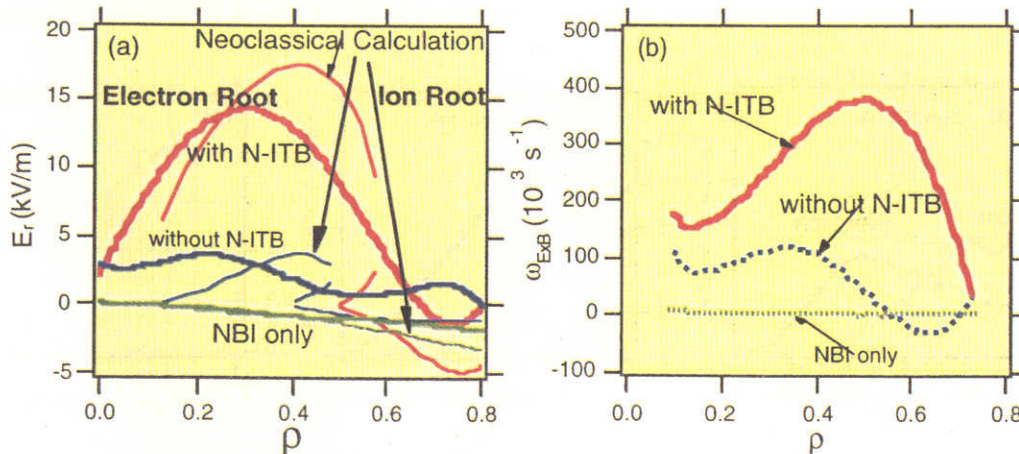 (a)
Neoclassical Calculation
Electron Root
Ion Root
with N-ITB
without N-ITB
NBI only
E_r (kV/m)
20
15
10
5
0
-5
0.0 0.2 0.4 0.6 0.8
ρ
(b)
with N-ITB
without N-ITB
NBI only
ω_ExB (10³ s⁻¹)
500
400
300
200
100
0
-100
0.0 0.2 0.4 0.6 0.8
ρ